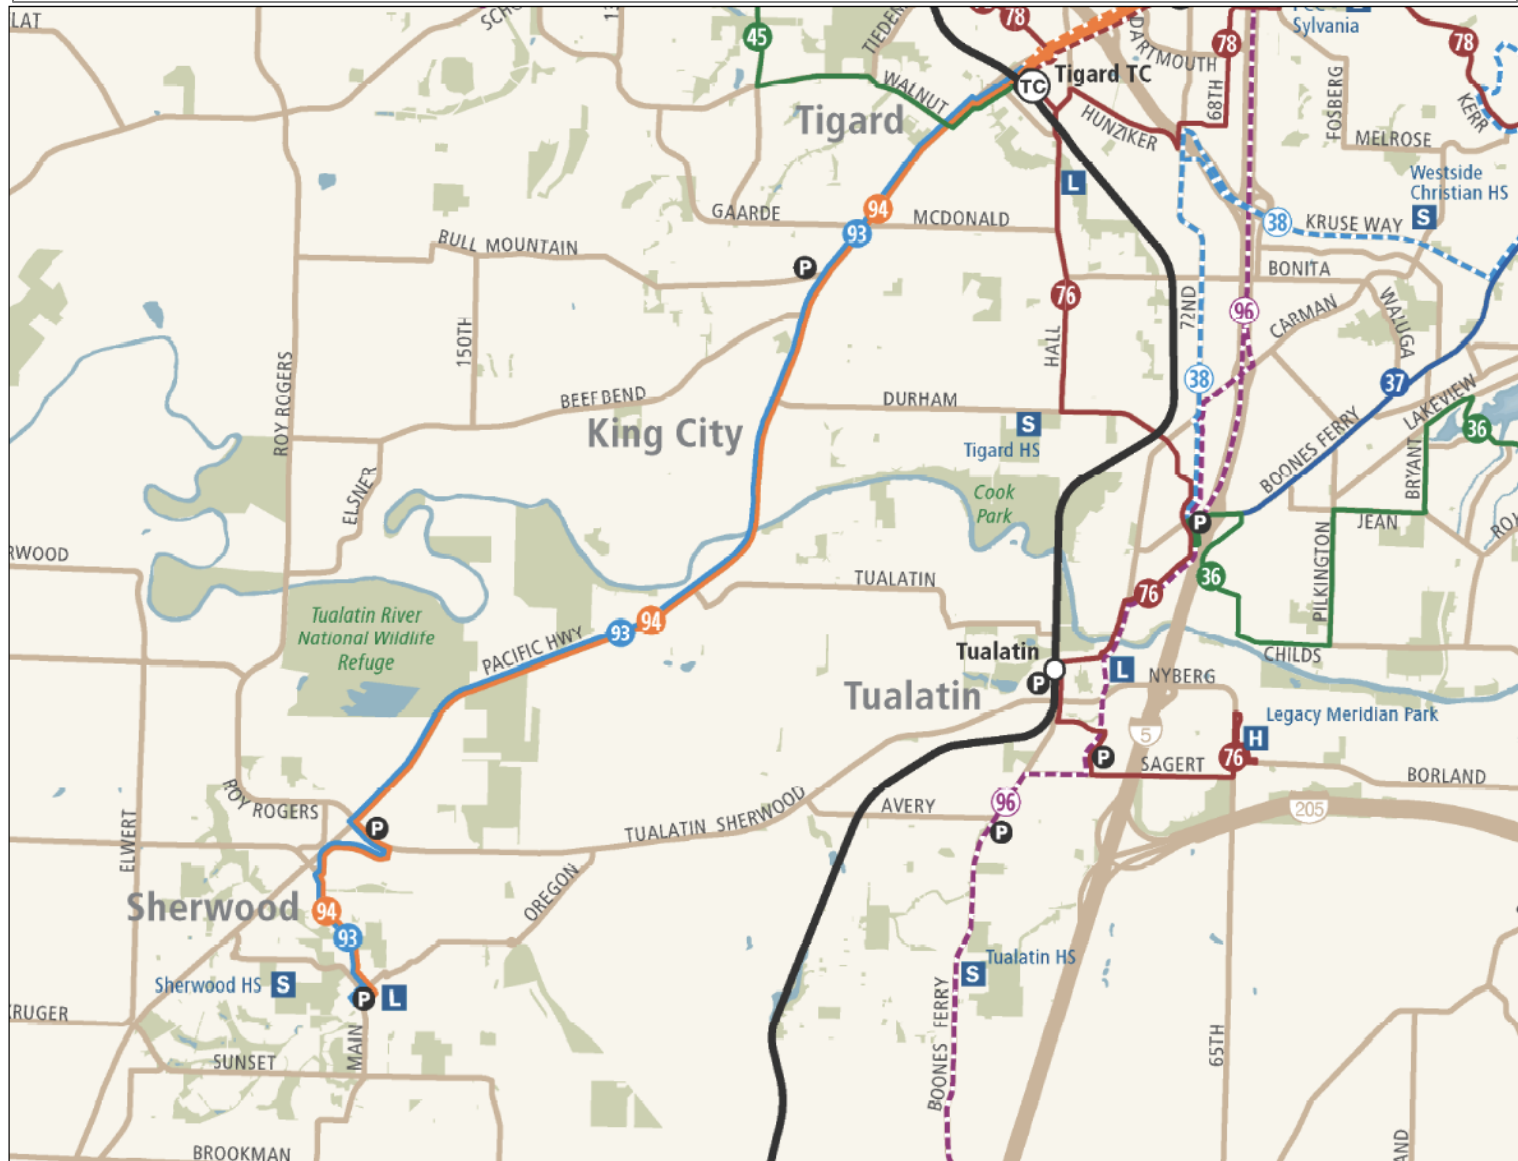 LAT
78
Sylvania
45
DARTMOUTH
78
78
Tigard TC
TC
WALNUT
68TH
FOSBERG
KERR
Tigard
HUNZIKER
MELROSE
Westside
Christian HS
L
S
94
GAARDE
MCDONALD
38
KRUSE WAY
93
BULL MOUNTAIN
P
BONITA
76
72ND
96
CARMAN
WALUGA
150TH
HALL
ROY ROGERS
38
37
BEEF BEND
DURHAM
LAKEVIEW
King City
S
36
Tigard HS
BOONES FERRY
BRYANT
ELSNER
Cook
Park
P
JEAN
RWOOD
36
PILKINGTON
TUALATIN
76
Tualatin River
National Wildlife
Refuge
94
93
PACIFIC HWY
Tualatin
CHILDS
L
NYBERG
P
Tualatin
Legacy Meridian Park
5
H
P
76
SAGERT
BORLAND
ROY ROGERS
96
AVERY
205
P
TUALATIN SHERWOOD
P
ELWERT
OREGON
Sherwood
94
93
Tualatin HS
S
Sherwood HS
S
P
L
KRUGER
BOONES FERRY
65TH
MAIN
SUNSET
BROOKMAN